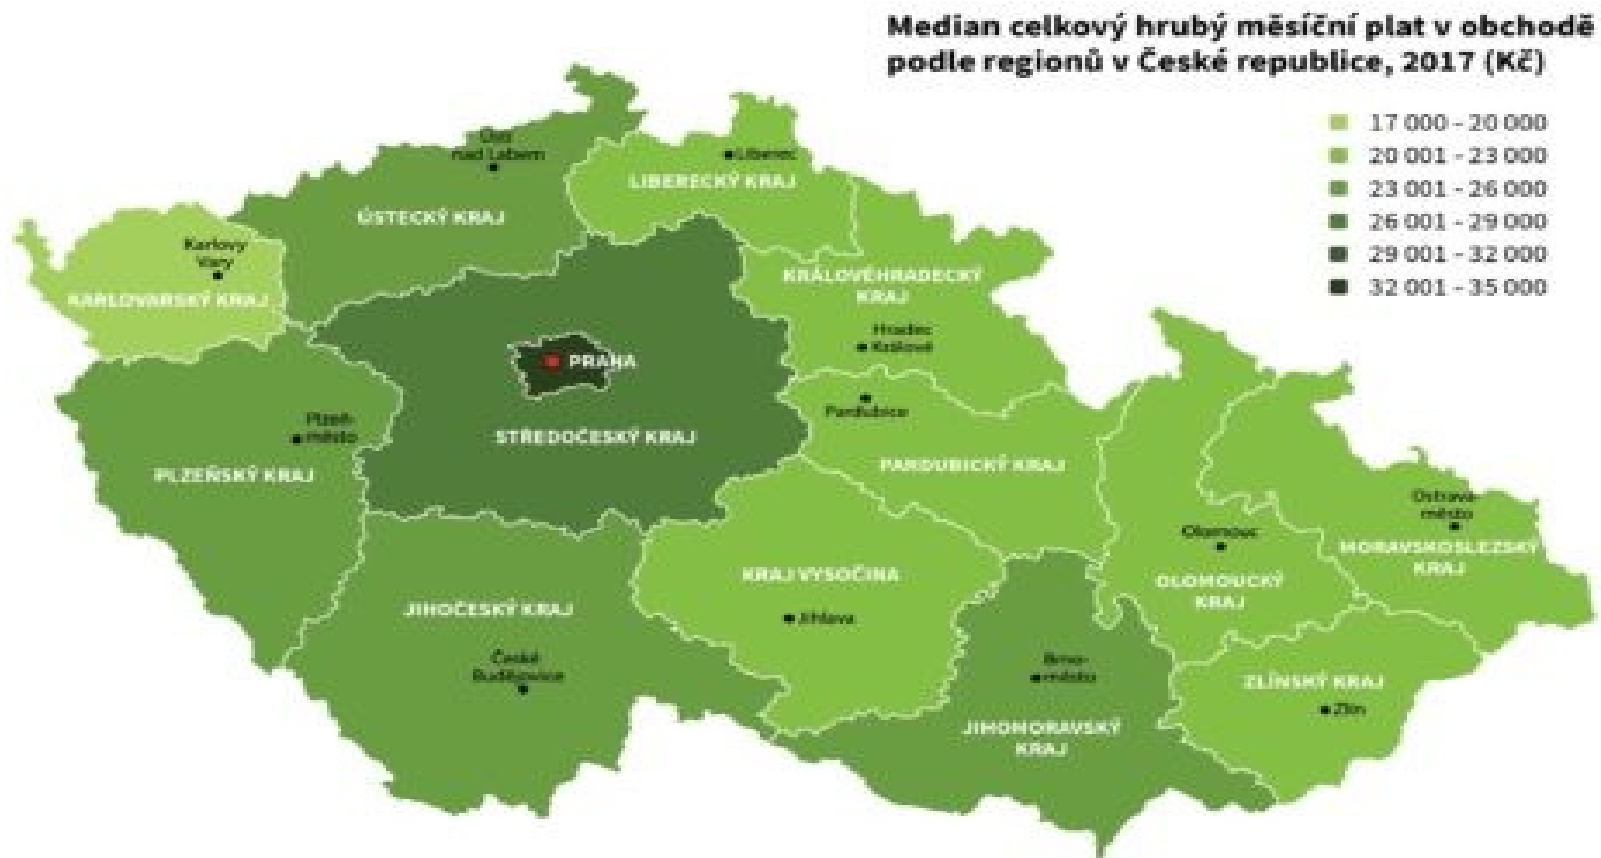 Median celkový hrubý měsíční plat v obchodě
podle regionů v České republice, 2017 (Kč)
17 000 - 20 000
20 001 - 23 000
23 001 - 26 000
26 001 - 29 000
29 001 - 32 000
32 001 - 35 000
Ústí
nad Labem
ÚSTECKÝ KRAJ
Liberec
LIBERECKÝ KRAJ
Karlovy
Vary
KARLOVARSKÝ KRAJ
KRÁLOVÉHRADECKÝ
KRAJ
Hradec
Králové
PRAHA
STŘEDOČESKÝ KRAJ
Plzeň-
město
PLZEŇSKÝ KRAJ
Pardubice
PARDUBICKÝ KRAJ
Ostrava-
město
MORAVSKOSLEZSKÝ
KRAJ
Olomouc
OLOMOUCKÝ
KRAJ
KRAJ VYSOČINA
Jihlava
JIHOČESKÝ KRAJ
České
Budějovice
Brno-
město
JIHOMORAVSKÝ
KRAJ
ZLÍNSKÝ KRAJ
Zlín